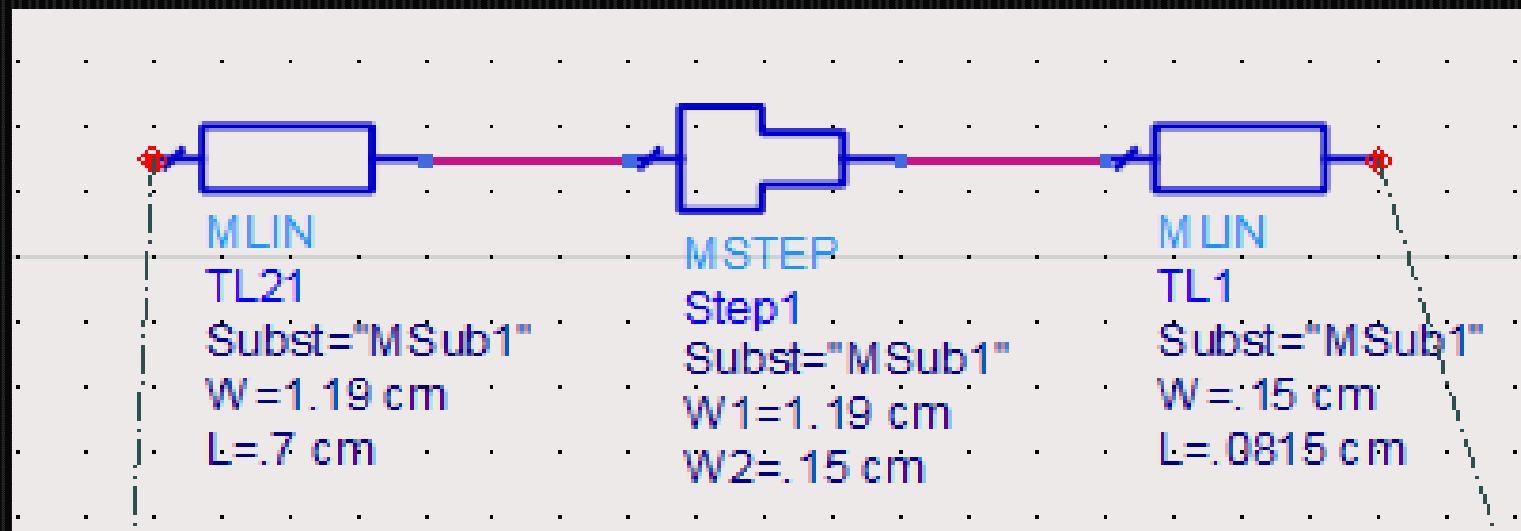 MLIN
TL21
Subst="MSub1"
W=1.19 cm
L=.7 cm
MSTEP
Step1
Subst="MSub1"
W1=1.19 cm
W2=.15 cm
MLIN
TL1
Subst="MSub1"
W=.15 cm
L=.0815 cm